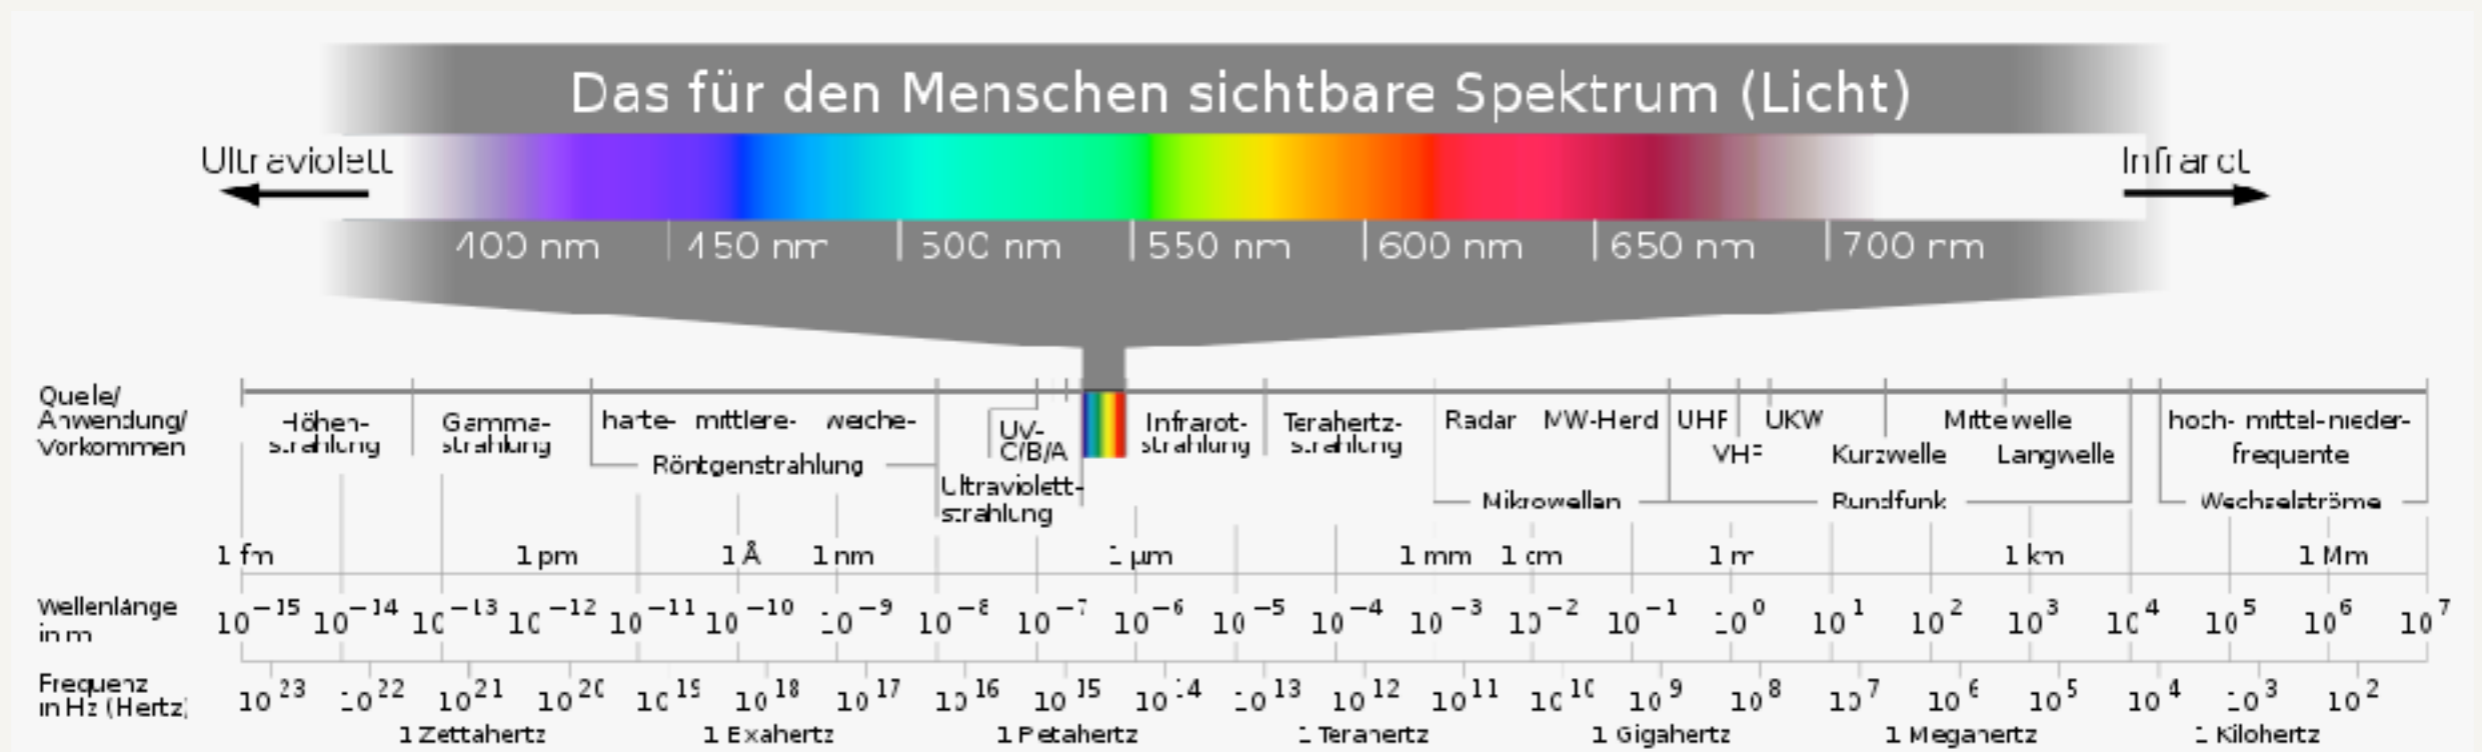 Das für den Menschen sichtbare Spektrum (Licht)
Ultraviolett
Infrarot
400 nm 450 nm 500 nm 550 nm 600 nm 650 nm 700 nm
Quelle/
Anwendung/
Vorkommen
Höhen-
strahlung
Gamma-
strahlung
harte- mittlere- weiche-
Röntgenstrahlung
UV-
C/B/A
Ultraviolett-
strahlung
Infrarot-
strahlung
Terahertz-
strahlung
Radar MW-Herd
Mikrowellen
UHF UKW Mittelwelle
VHF Kurzwelle Langwelle
Rundfunk
hoch- mittel- nieder-
frequente
Wechselströme
1 fm 1 pm 1 Å 1 nm 1 µm 1 mm 1 cm 1 m 1 km 1 Mm
Wellenlänge
in m
10⁻¹⁵ 10⁻¹⁴ 10⁻¹³ 10⁻¹² 10⁻¹¹ 10⁻¹⁰ 10⁻⁹ 10⁻⁸ 10⁻⁷ 10⁻⁶ 10⁻⁵ 10⁻⁴ 10⁻³ 10⁻² 10⁻¹ 10⁰ 10¹ 10² 10³ 10⁴ 10⁵ 10⁶ 10⁷
Frequenz
in Hz (Hertz)
10²³ 10²² 10²¹ 10²⁰ 10¹⁹ 10¹⁸ 10¹⁷ 10¹⁶ 10¹⁵ 10¹⁴ 10¹³ 10¹² 10¹¹ 10¹⁰ 10⁹ 10⁸ 10⁷ 10⁶ 10⁵ 10⁴ 10³ 10²
1 Zettahertz 1 Exahertz 1 Petahertz 1 Terahertz 1 Gigahertz 1 Megahertz 1 Kilohertz